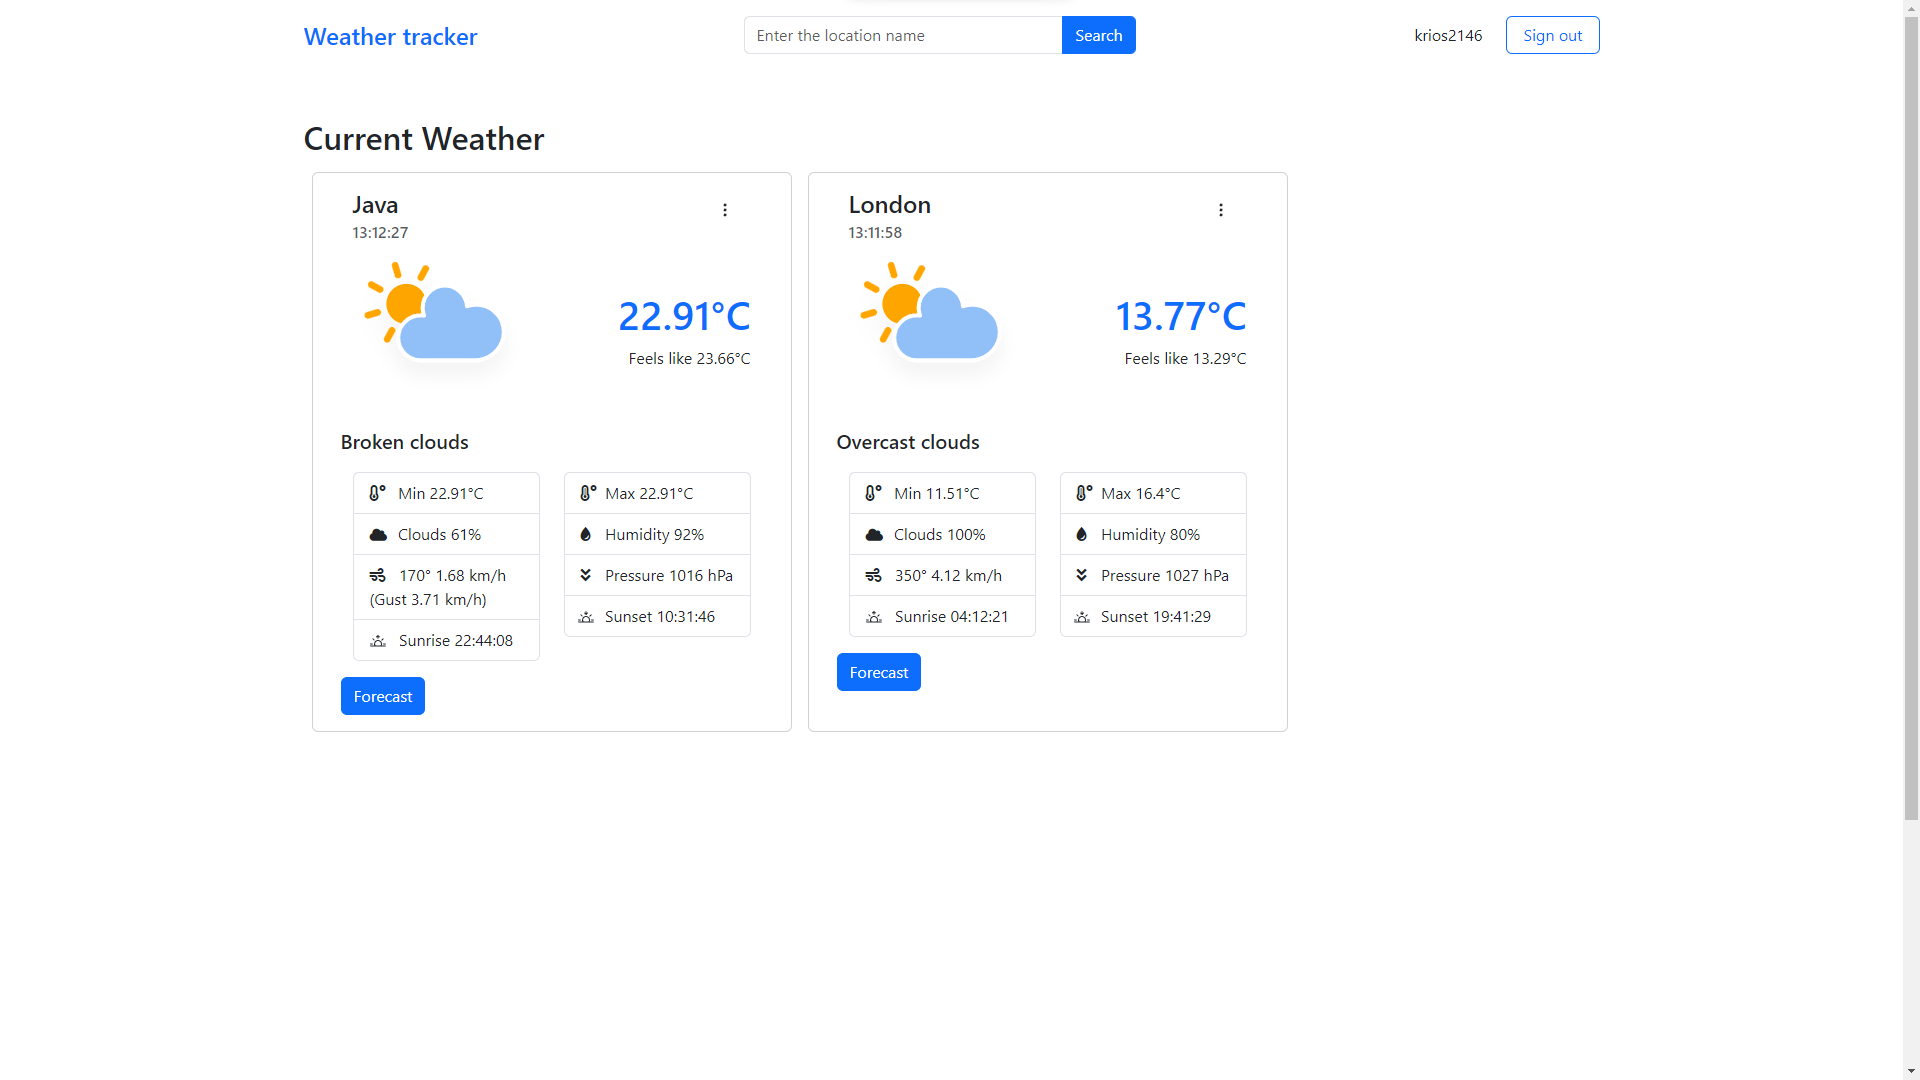 Weather tracker
Enter the location name
Search
krios2146
Sign out
Current Weather
Java
13:12:27
22.91°C
Feels like 23.66°C
Broken clouds
Min 22.91°C
Clouds 61%
170° 1.68 km/h
(Gust 3.71 km/h)
Sunrise 22:44:08
Max 22.91°C
Humidity 92%
Pressure 1016 hPa
Sunset 10:31:46
Forecast
London
13:11:58
13.77°C
Feels like 13.29°C
Overcast clouds
Min 11.51°C
Clouds 100%
350° 4.12 km/h
Sunrise 04:12:21
Max 16.4°C
Humidity 80%
Pressure 1027 hPa
Sunset 19:41:29
Forecast